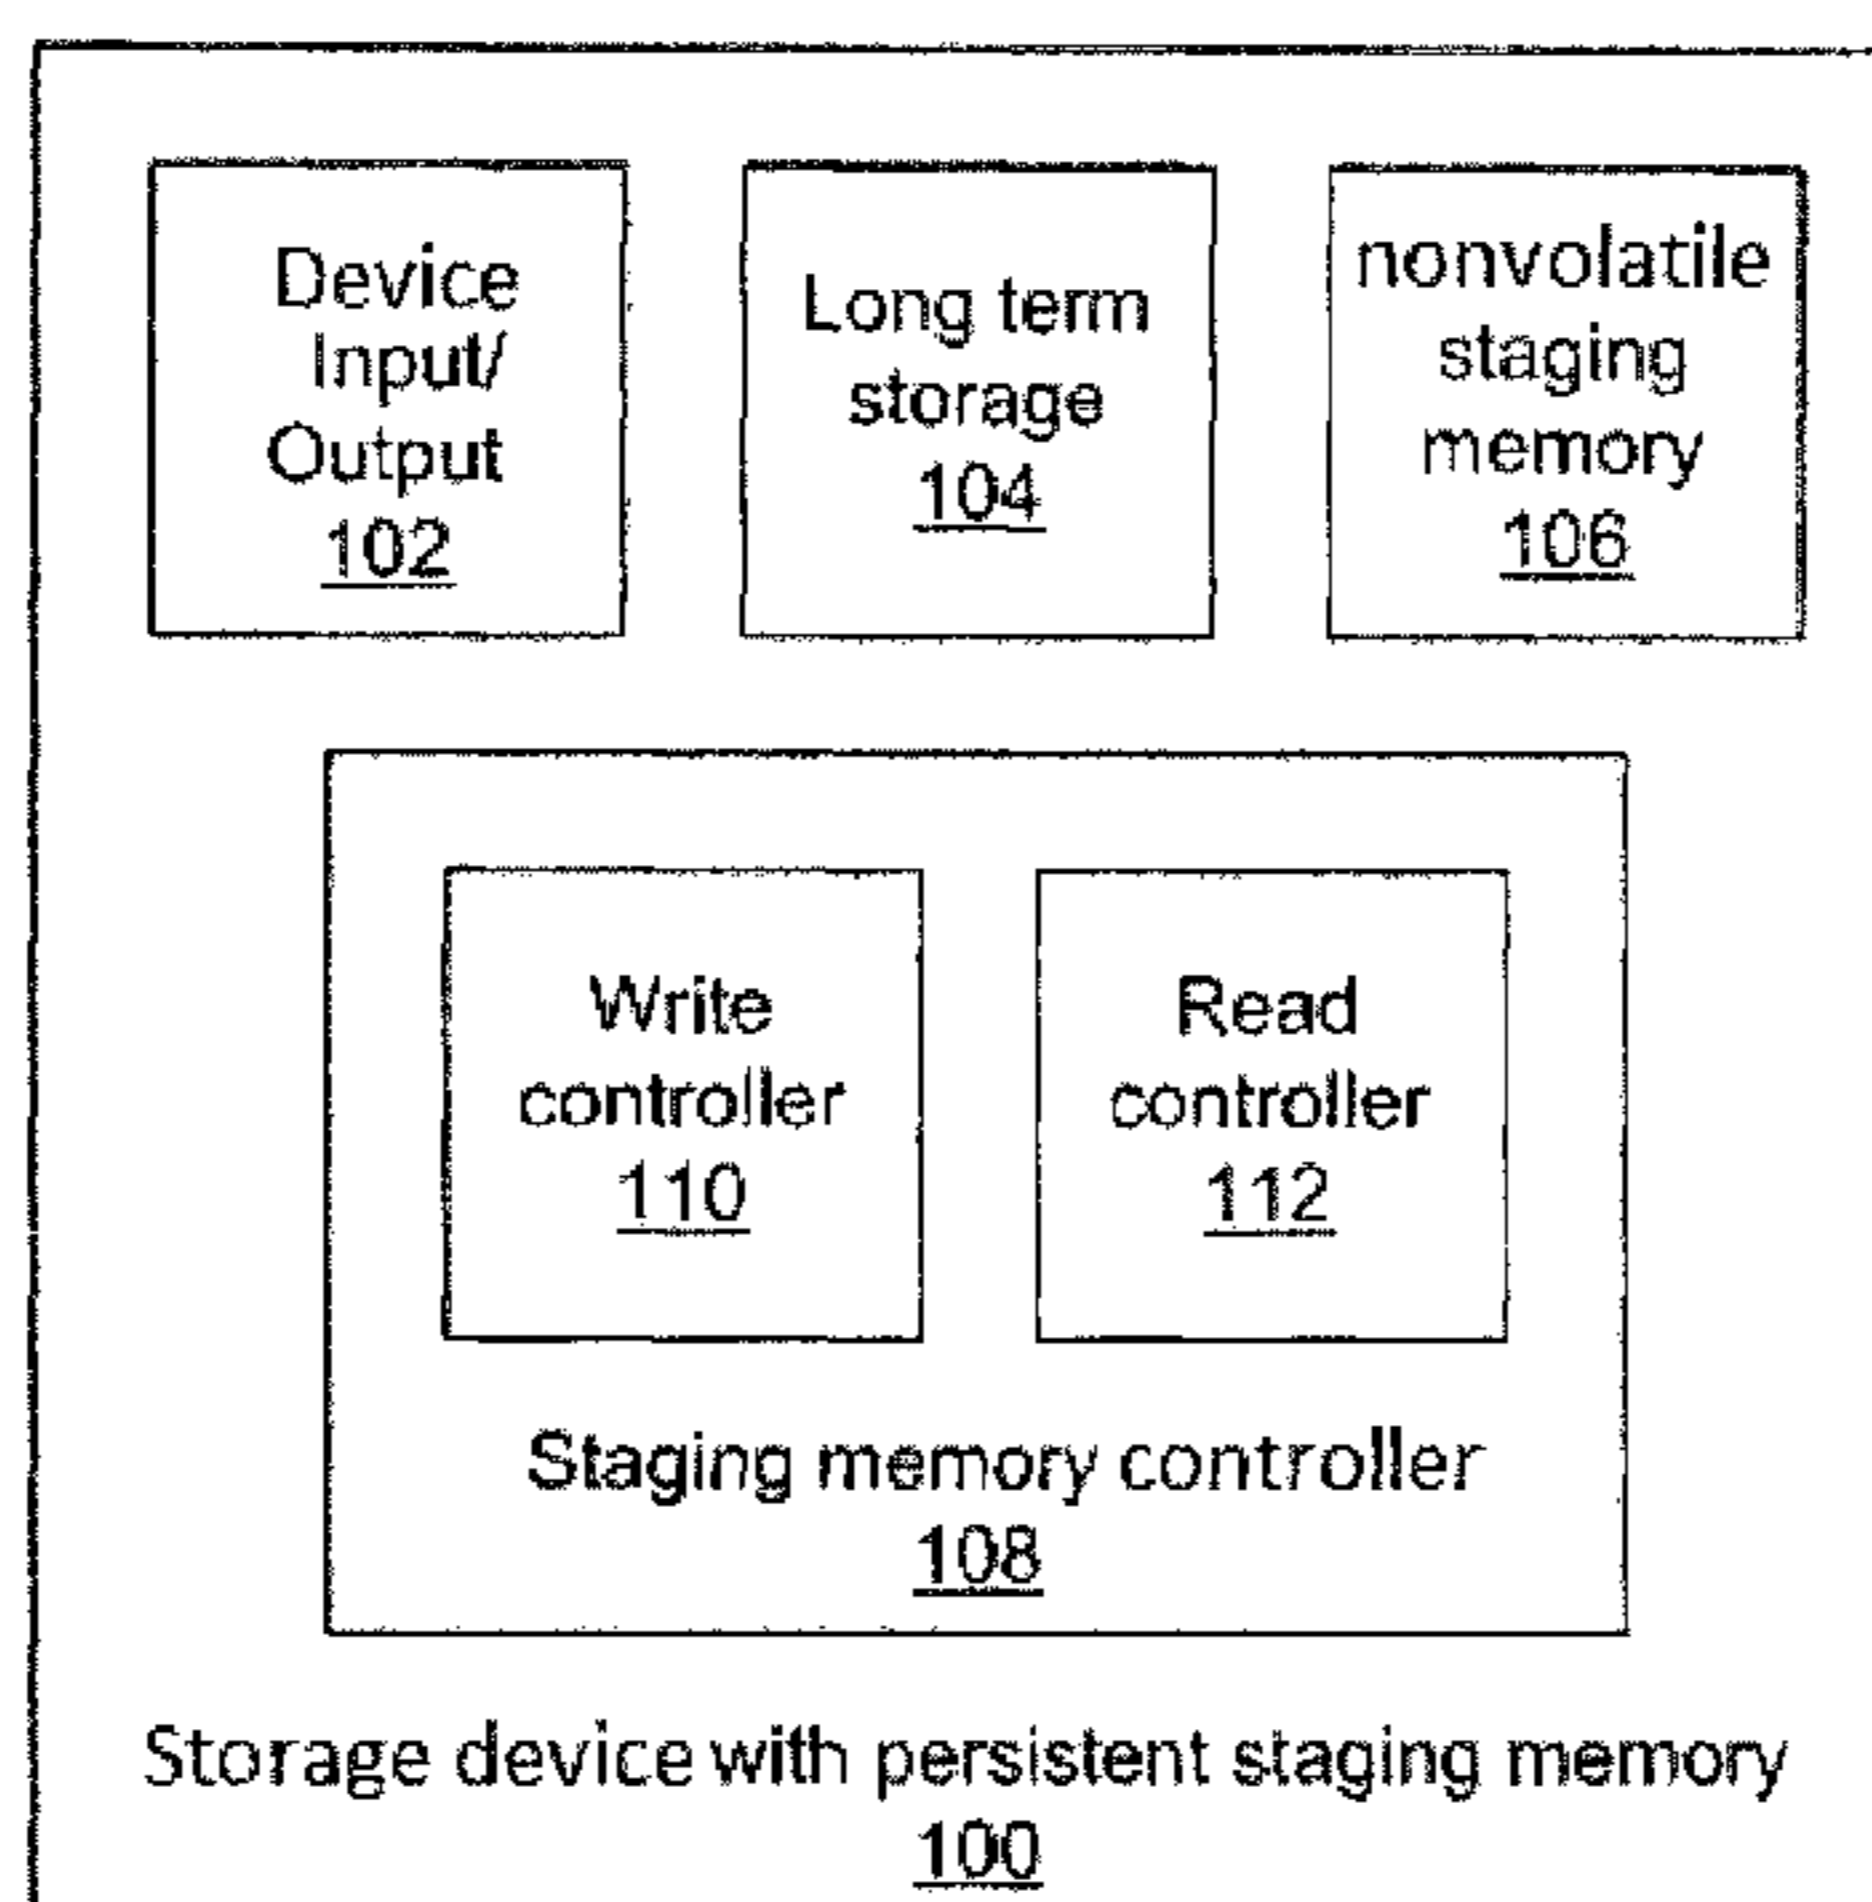 Device
Input/
Output
102
Long term
storage
104
nonvolatile
staging
memory
106
Write
controller
110
Read
controller
112
Staging memory controller
108
Storage device with persistent staging memory
100